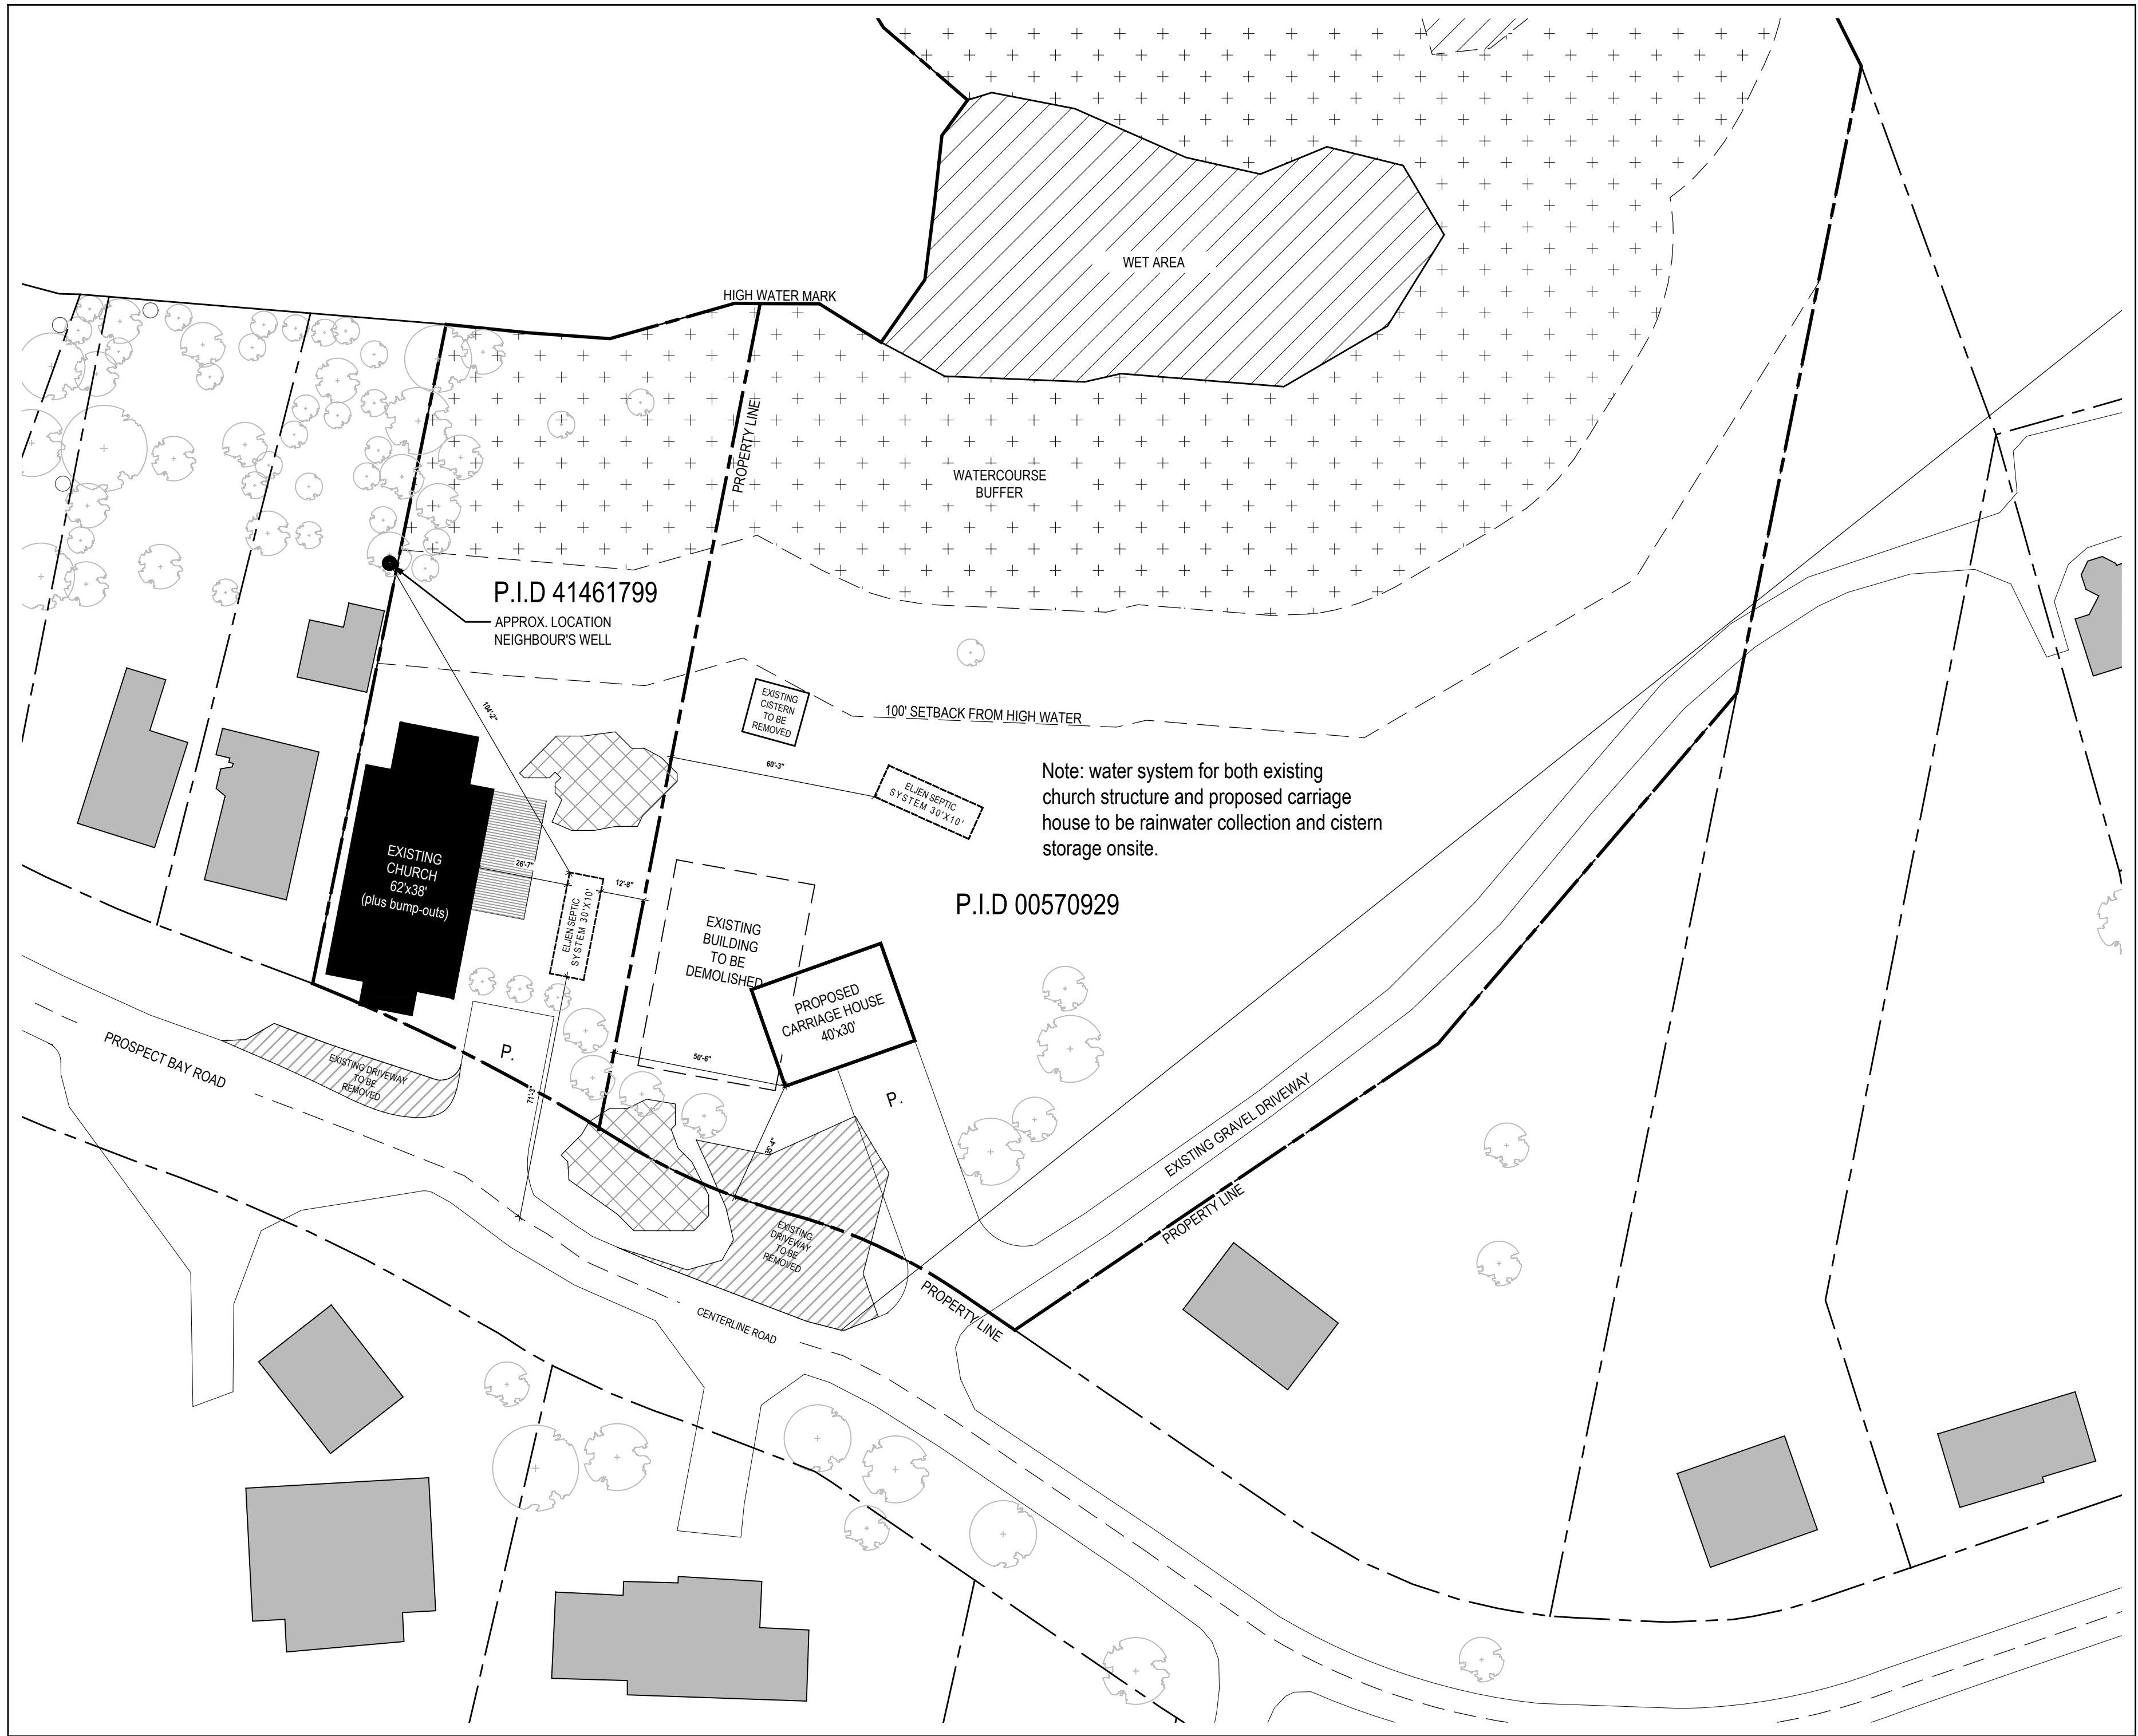 WET AREA
HIGH WATER MARK
PROPERTY LINE
WATERCOURSE
BUFFER
P.I.D 41461799
APPROX. LOCATION
NEIGHBOUR'S WELL
104'-2"
EXISTING
CISTERN
TO BE
REMOVED
100' SETBACK FROM HIGH WATER
60'-3"
ELJEN SEPTIC
SYSTEM 30'X10'
Note: water system for both existing
church structure and proposed carriage
house to be rainwater collection and cistern
storage onsite.
EXISTING
CHURCH
62'x38'
(plus bump-outs)
26'-7"
12'-8"
ELJEN SEPTIC
SYSTEM 30'X10'
P.I.D 00570929
EXISTING
BUILDING
TO BE
DEMOLISHED
PROPOSED
CARRIAGE HOUSE
40'x30'
PROSPECT BAY ROAD
EXISTING DRIVEWAY
TO BE
REMOVED
P.
50'-6"
P.
71'-3"
EXISTING GRAVEL DRIVEWAY
PROPERTY LINE
EXISTING
DRIVEWAY
TO BE
REMOVED
PROPERTY LINE
CENTERLINE ROAD